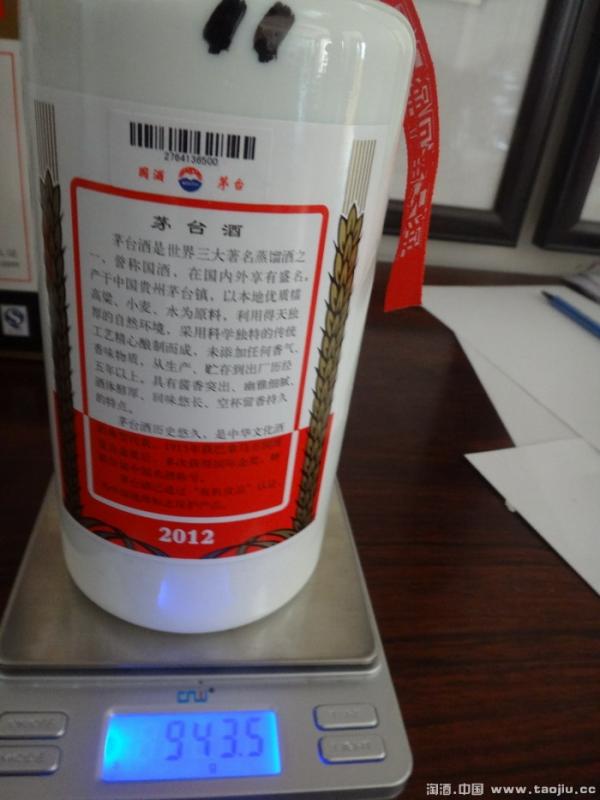 2764136500
国酒 茅台
茅台酒
茅台酒是世界三大著名蒸馏酒之
一，誉称国酒，在国内外享有盛名。
产于中国贵州茅台镇，以本地优质糯
高粱、小麦、水为原料，利用得天独
厚的自然环境，采用科学独特的传统
工艺精心酿制而成，未添加任何香气、
香味物质，从生产、贮存到出厂历经
五年以上。具有酱香突出、幽雅细腻、
酒体醇厚、回味悠长、空杯留香持久
的特点。
茅台酒历史悠久，是中华文化酒
2012
943.5
g
淘酒.中国 www.taojiu.cc